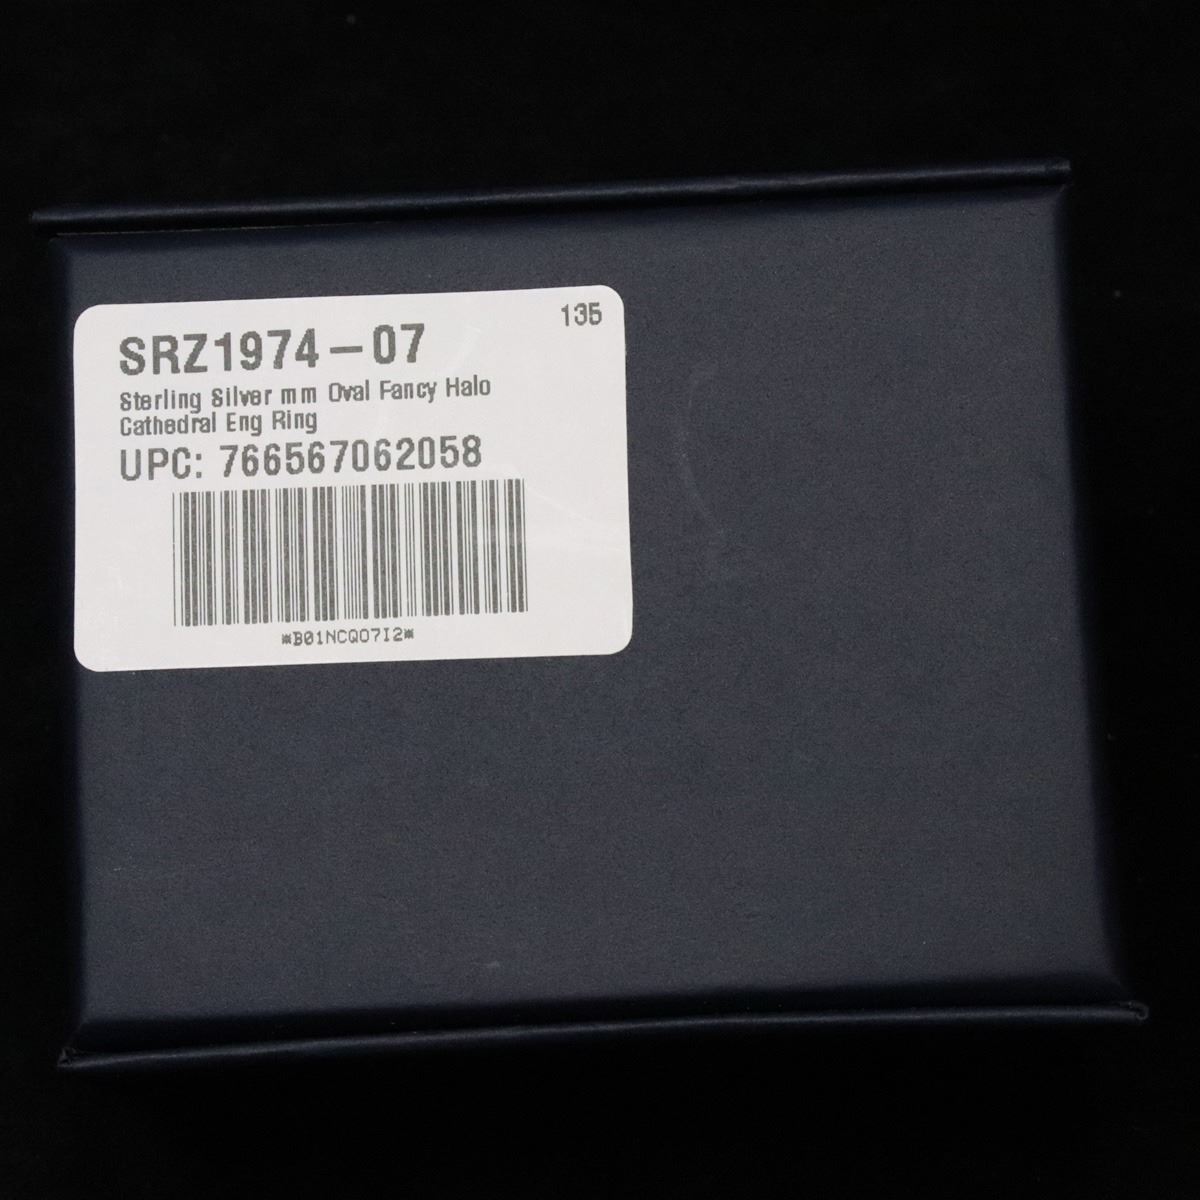 135
SRZ1974-07
Sterling Silver mm Oval Fancy Halo
Cathedral Eng Ring
UPC: 766567062058
*B01NCQO7I2*